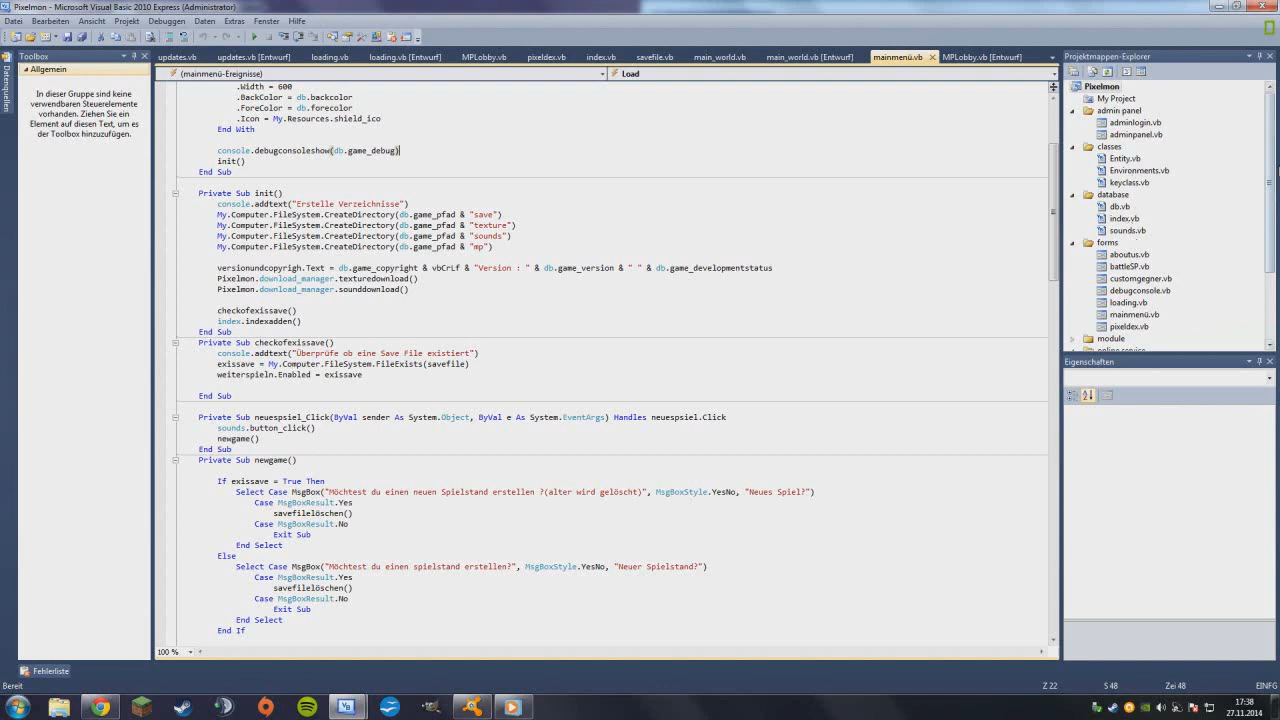 Pixelmon - Microsoft Visual Basic 2010 Express (Administrator)
Datei Bearbeiten Ansicht Projekt Debuggen Daten Extras Fenster Hilfe
Toolbox
Allgemein
In dieser Gruppe sind keine
verwendbaren Steuerelemente
vorhanden. Ziehen Sie ein
Element auf diesen Text, um es
der Toolbox hinzuzufügen.
Datenquellen
updates.vb updates.vb [Entwurf] loading.vb loading.vb [Entwurf] MPLobby.vb pixeldex.vb index.vb savefile.vb main_world.vb main_world.vb [Entwurf] mainmenü.vb MPLobby.vb [Entwurf]
(mainmenü-Ereignisse) Load
.Width = 600
.BackColor = db.backcolor
.ForeColor = db.forecolor
.Icon = My.Resources.shield_ico
End With
console.debugconsoleshow(db.game_debug)
init()
End Sub
Private Sub init()
console.addtext("Erstelle Verzeichnisse")
My.Computer.FileSystem.CreateDirectory(db.game_pfad & "save")
My.Computer.FileSystem.CreateDirectory(db.game_pfad & "texture")
My.Computer.FileSystem.CreateDirectory(db.game_pfad & "sounds")
My.Computer.FileSystem.CreateDirectory(db.game_pfad & "mp")
versionundcopyrigh.Text = db.game_copyright & vbCrLf & "Version : " & db.game_version & " " & db.game_developmentstatus
Pixelmon.download_manager.texturedownload()
Pixelmon.download_manager.sounddownload()
checkofexissave()
index.indexadden()
End Sub
Private Sub checkofexissave()
console.addtext("Überprüfe ob eine Save File existiert")
exissave = My.Computer.FileSystem.FileExists(savefile)
weiterspieln.Enabled = exissave
End Sub
Private Sub neuespsiel_Click(ByVal sender As System.Object, ByVal e As System.EventArgs) Handles neuespsiel.Click
sounds.button_click()
newgame()
End Sub
Private Sub newgame()
If exissave = True Then
Select Case MsgBox("Möchtest du einen neuen Spielstand erstellen ?(alter wird gelöscht)", MsgBoxStyle.YesNo, "Neues Spiel?")
Case MsgBoxResult.Yes
savefilelöschen()
Case MsgBoxResult.No
Exit Sub
End Select
Else
Select Case MsgBox("Möchtest du einen spielstand erstellen?", MsgBoxStyle.YesNo, "Neuer Spielstand?")
Case MsgBoxResult.Yes
savefilelöschen()
Case MsgBoxResult.No
Exit Sub
End Select
End If
100 %
Projektmappen-Explorer
Pixelmon
My Project
admin panel
adminlogin.vb
adminpanel.vb
classes
Entity.vb
Environments.vb
keyclass.vb
database
db.vb
index.vb
sounds.vb
forms
aboutus.vb
battleSP.vb
customgegner.vb
debugconsole.vb
loading.vb
mainmenü.vb
pixeldex.vb
module
online service
Eigenschaften
Fehlerliste
Bereit Z 22 S 48 Zei 48 EINFG
17:38
27.11.2014